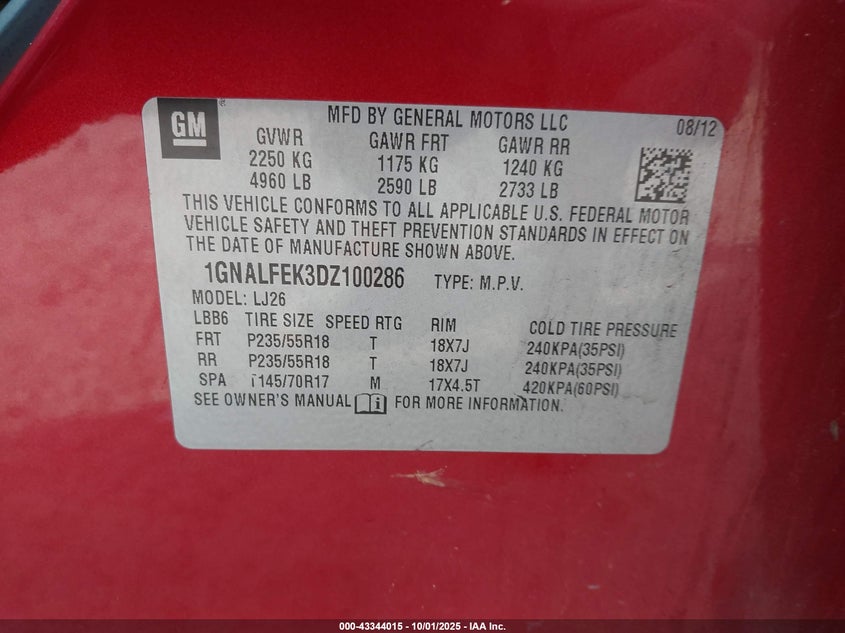 GM
MFD BY GENERAL MOTORS LLC
08/12
GVWR GAWR FRT GAWR RR
2250 KG 1175 KG 1240 KG
4960 LB 2590 LB 2733 LB
THIS VEHICLE CONFORMS TO ALL APPLICABLE U.S. FEDERAL MOTOR
VEHICLE SAFETY AND THEFT PREVENTION STANDARDS IN EFFECT ON
THE DATE OF MANUFACTURE SHOWN ABOVE.
1GNALFEK3DZ100286 TYPE: M.P.V.
MODEL: LJ26
LBB6 TIRE SIZE SPEED RTG RIM COLD TIRE PRESSURE
FRT P235/55R18 T 18X7J 240KPA(35PSI)
RR P235/55R18 T 18X7J 240KPA(35PSI)
SPA T145/70R17 M 17X4.5T 420KPA(60PSI)
SEE OWNER'S MANUAL FOR MORE INFORMATION.
000-43344015 - 10/01/2025 - IAA Inc.